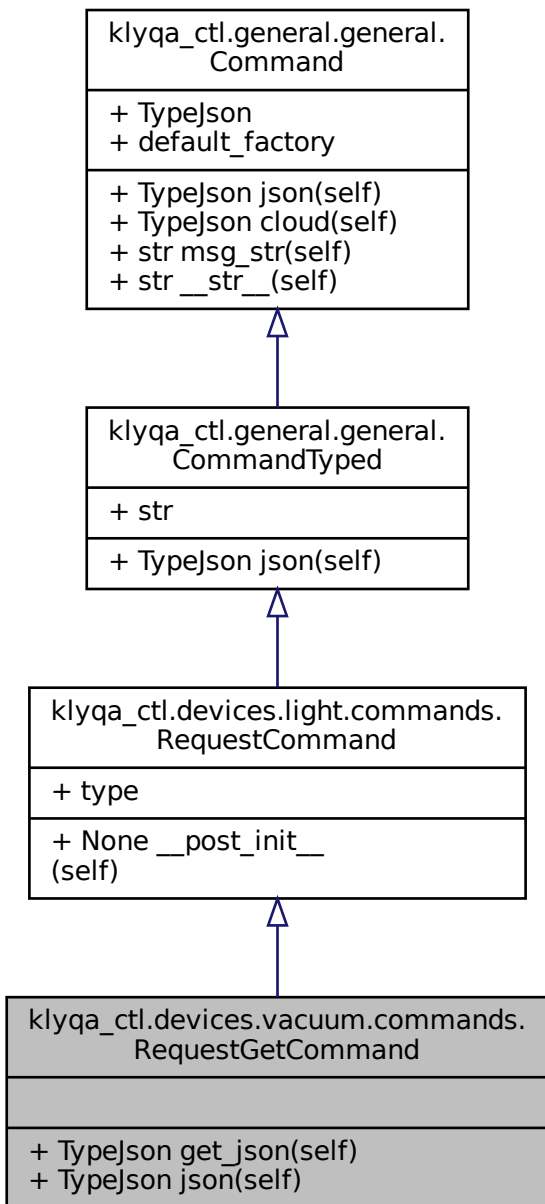 klyqa_ctl.general.general.
Command
+ TypeJson
+ default_factory
+ TypeJson json(self)
+ TypeJson cloud(self)
+ str msg_str(self)
+ str __str__(self)
klyqa_ctl.general.general.
CommandTyped
+ str
+ TypeJson json(self)
klyqa_ctl.devices.light.commands.
RequestCommand
+ type
+ None __post_init__
(self)
klyqa_ctl.devices.vacuum.commands.
RequestGetCommand
+ TypeJson get_json(self)
+ TypeJson json(self)